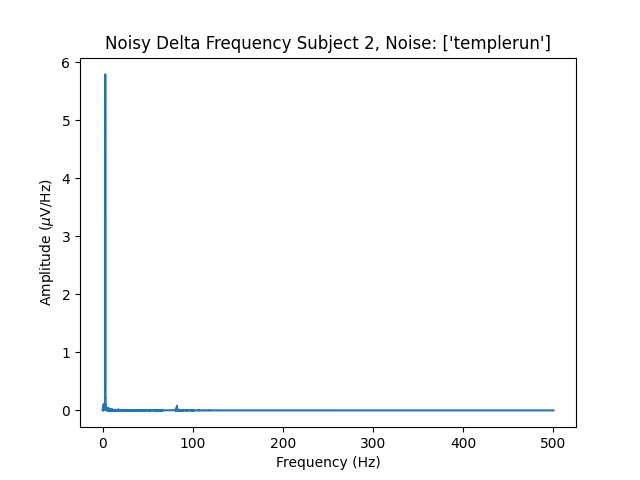 Noisy Delta Frequency Subject 2, Noise: ['templerun']
6
5
4
3
2
1
0
Amplitude (μV/Hz)
0 100 200 300 400 500
Frequency (Hz)